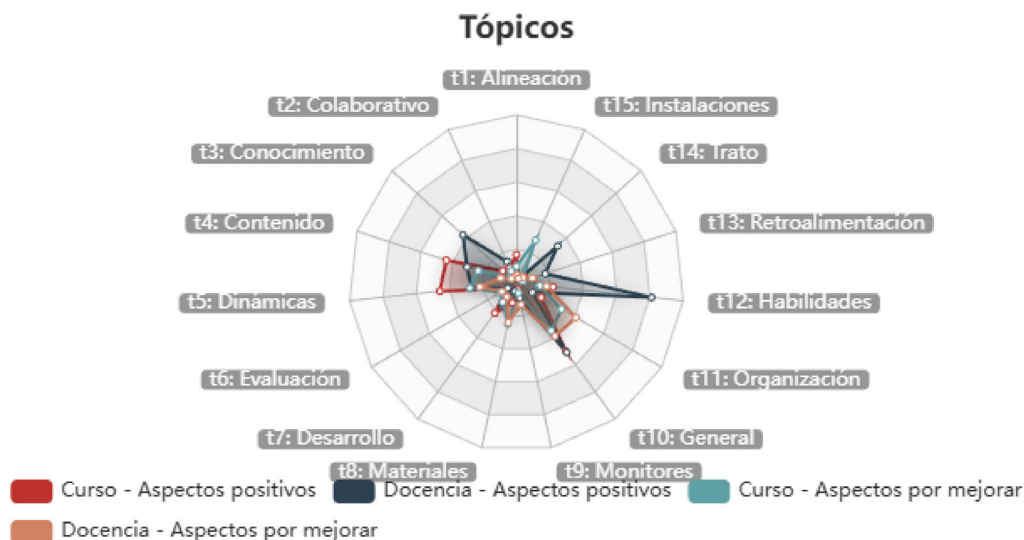 Tópicos
t1: Alineación
t2: Colaborativo
t15: Instalaciones
t3: Conocimiento
t14: Trato
t4: Contenido
t13: Retroalimentación
t5: Dinámicas
t12: Habilidades
t6: Evaluación
t11: Organización
t7: Desarrollo
t10: General
t8: Materiales
t9: Monitores
Curso - Aspectos positivos
Docencia - Aspectos positivos
Curso - Aspectos por mejorar
Docencia - Aspectos por mejorar